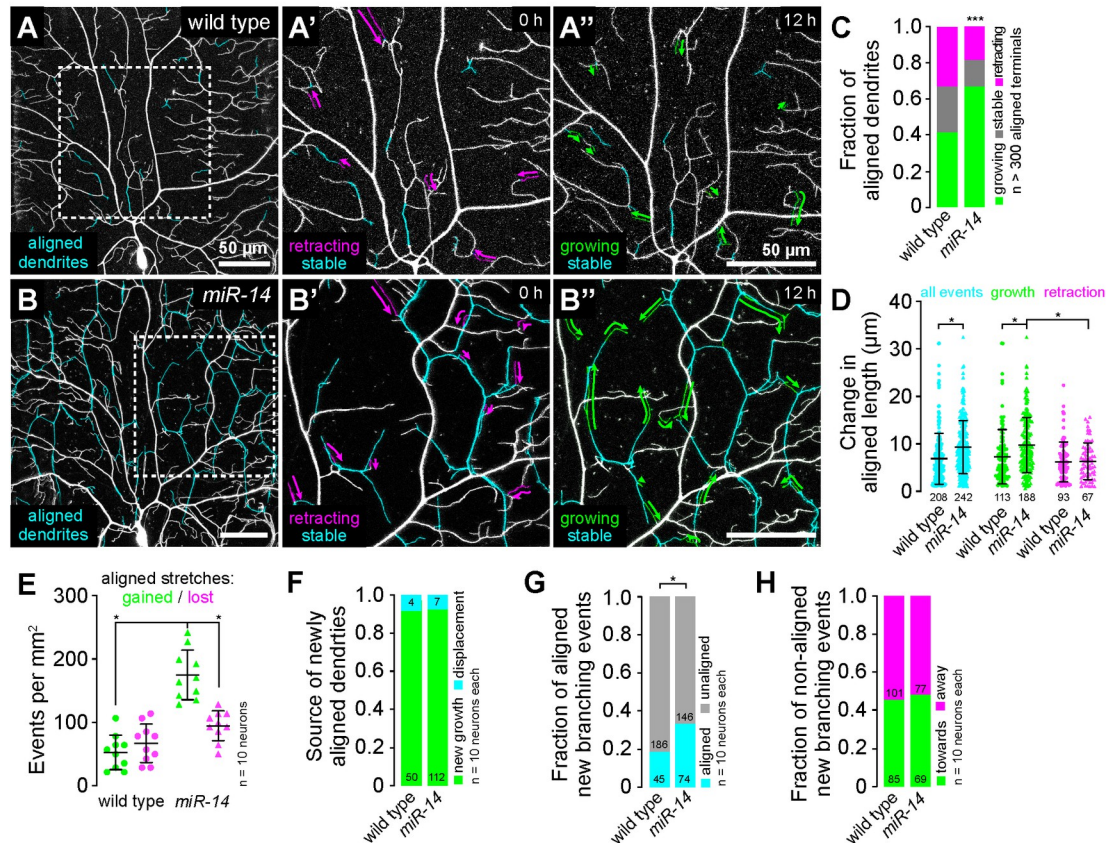 A wild type
aligned
dendrites
50 µm
A' 0 h
retracting
stable
A" 12 h
growing
stable
50 µm
B miR-14
aligned
dendrites
B' 0 h
retracting
stable
B" 12 h
growing
stable
C
***
Fraction of
aligned dendrites
1.0
0.8
0.6
0.4
0.2
0
wild type
miR-14
growing stable retracting
n > 300 aligned terminals
D
all events growth retraction
* * *
Change in
aligned length (µm)
40
30
20
10
0
208 242 113 188 93 67
wild type
miR-14
wild type
miR-14
wild type
miR-14
E
aligned stretches:
gained / lost
* *
Events per mm2
300
200
100
0
wild type miR-14
n = 10 neurons
F
Source of newly
aligned dendrties
1.0
0.8
0.6
0.4
0.2
0
4 7
50 112
wild type
miR-14
new growth displacement
n = 10 neurons each
G
*
Fraction of aligned
new branching events
1.0
0.8
0.6
0.4
0.2
0
186 146
45 74
wild type
miR-14
aligned unaligned
n = 10 neurons each
H
Fraction of non-aligned
new branching events
1.0
0.8
0.6
0.4
0.2
0
101 77
85 69
wild type
miR-14
towards away
n = 10 neurons each